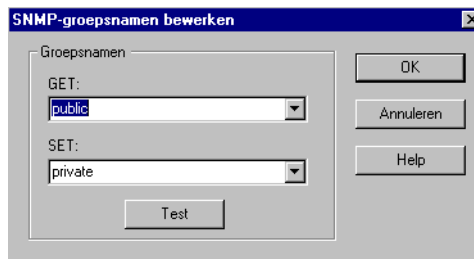 SNMP-groepsnamen bewerken
Groepsnamen
GET:
public
SET:
private
Test
OK
Annuleren
Help